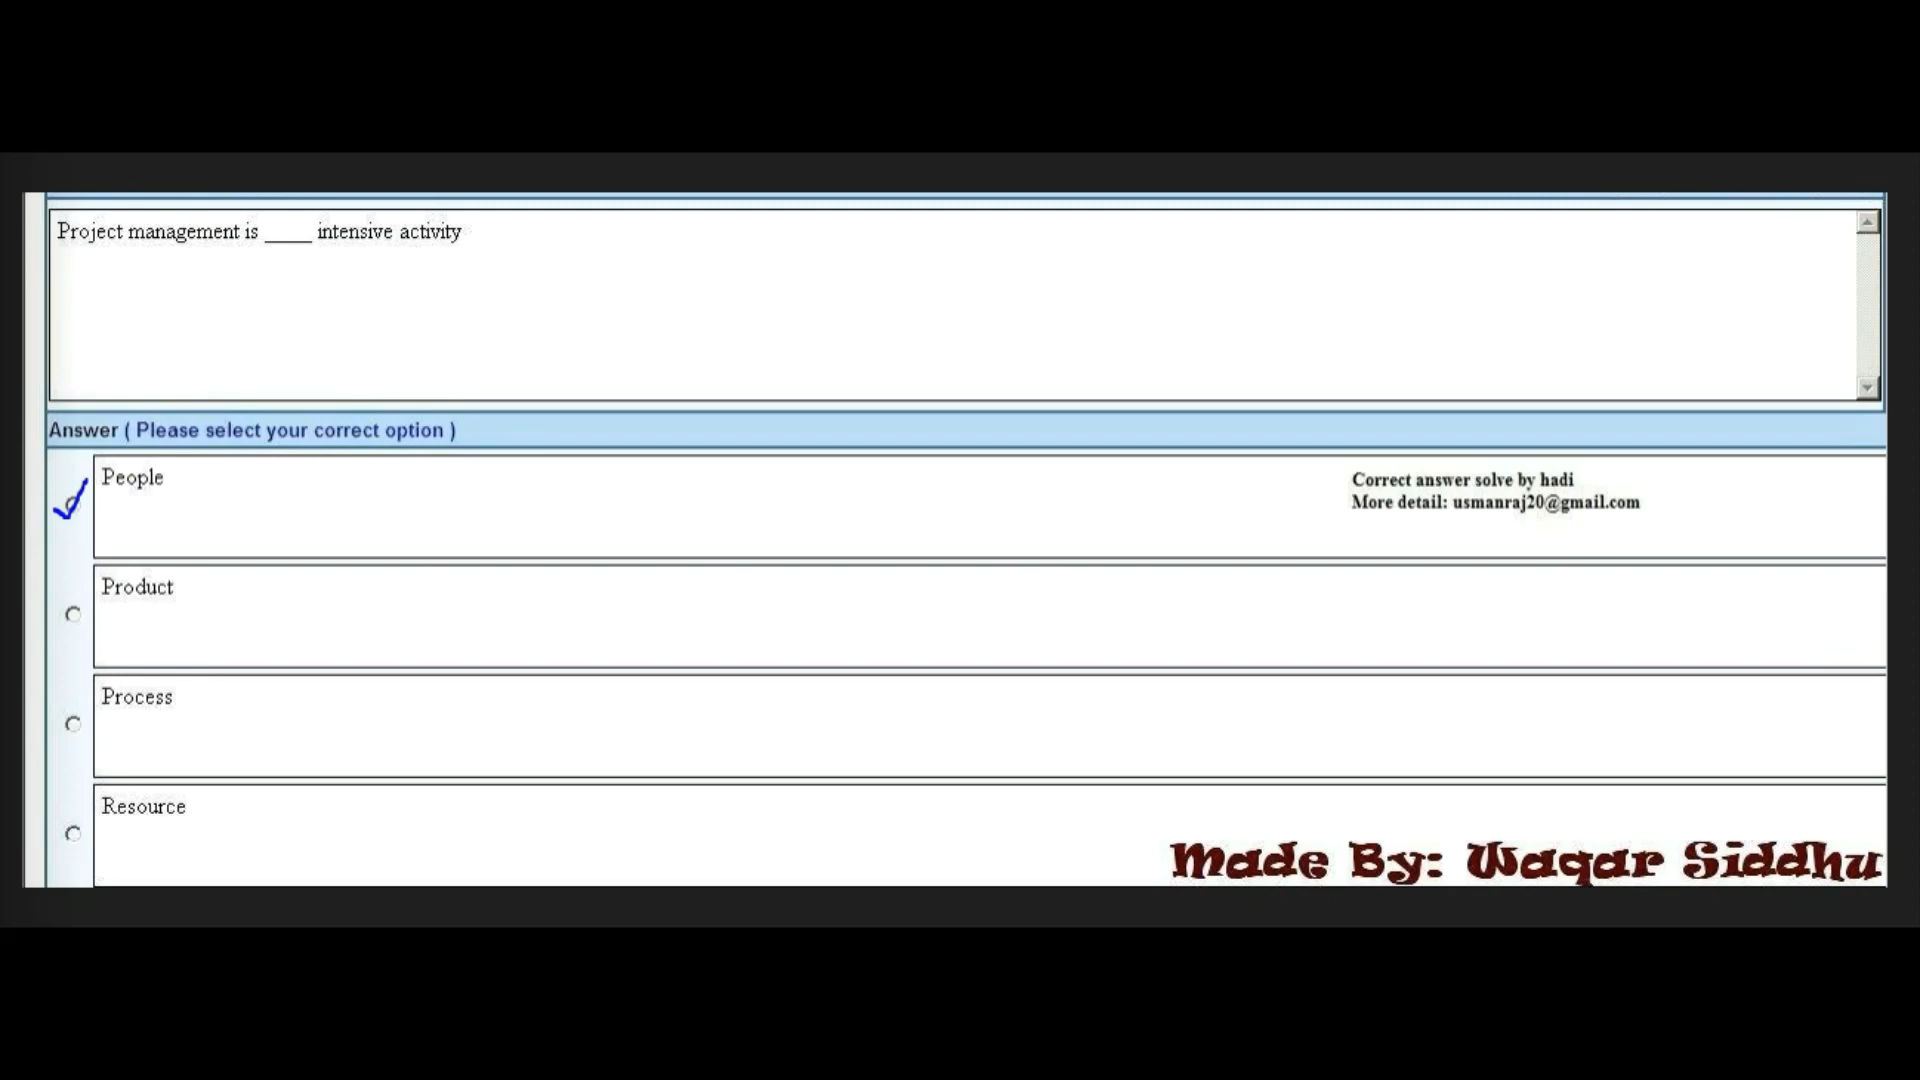 Project management is _____ intensive activity
Answer ( Please select your correct option )
People
Correct answer solve by hadi
More detail: usmanraj20@gmail.com
Product
Process
Resource
Made By: Waqar Siddhu